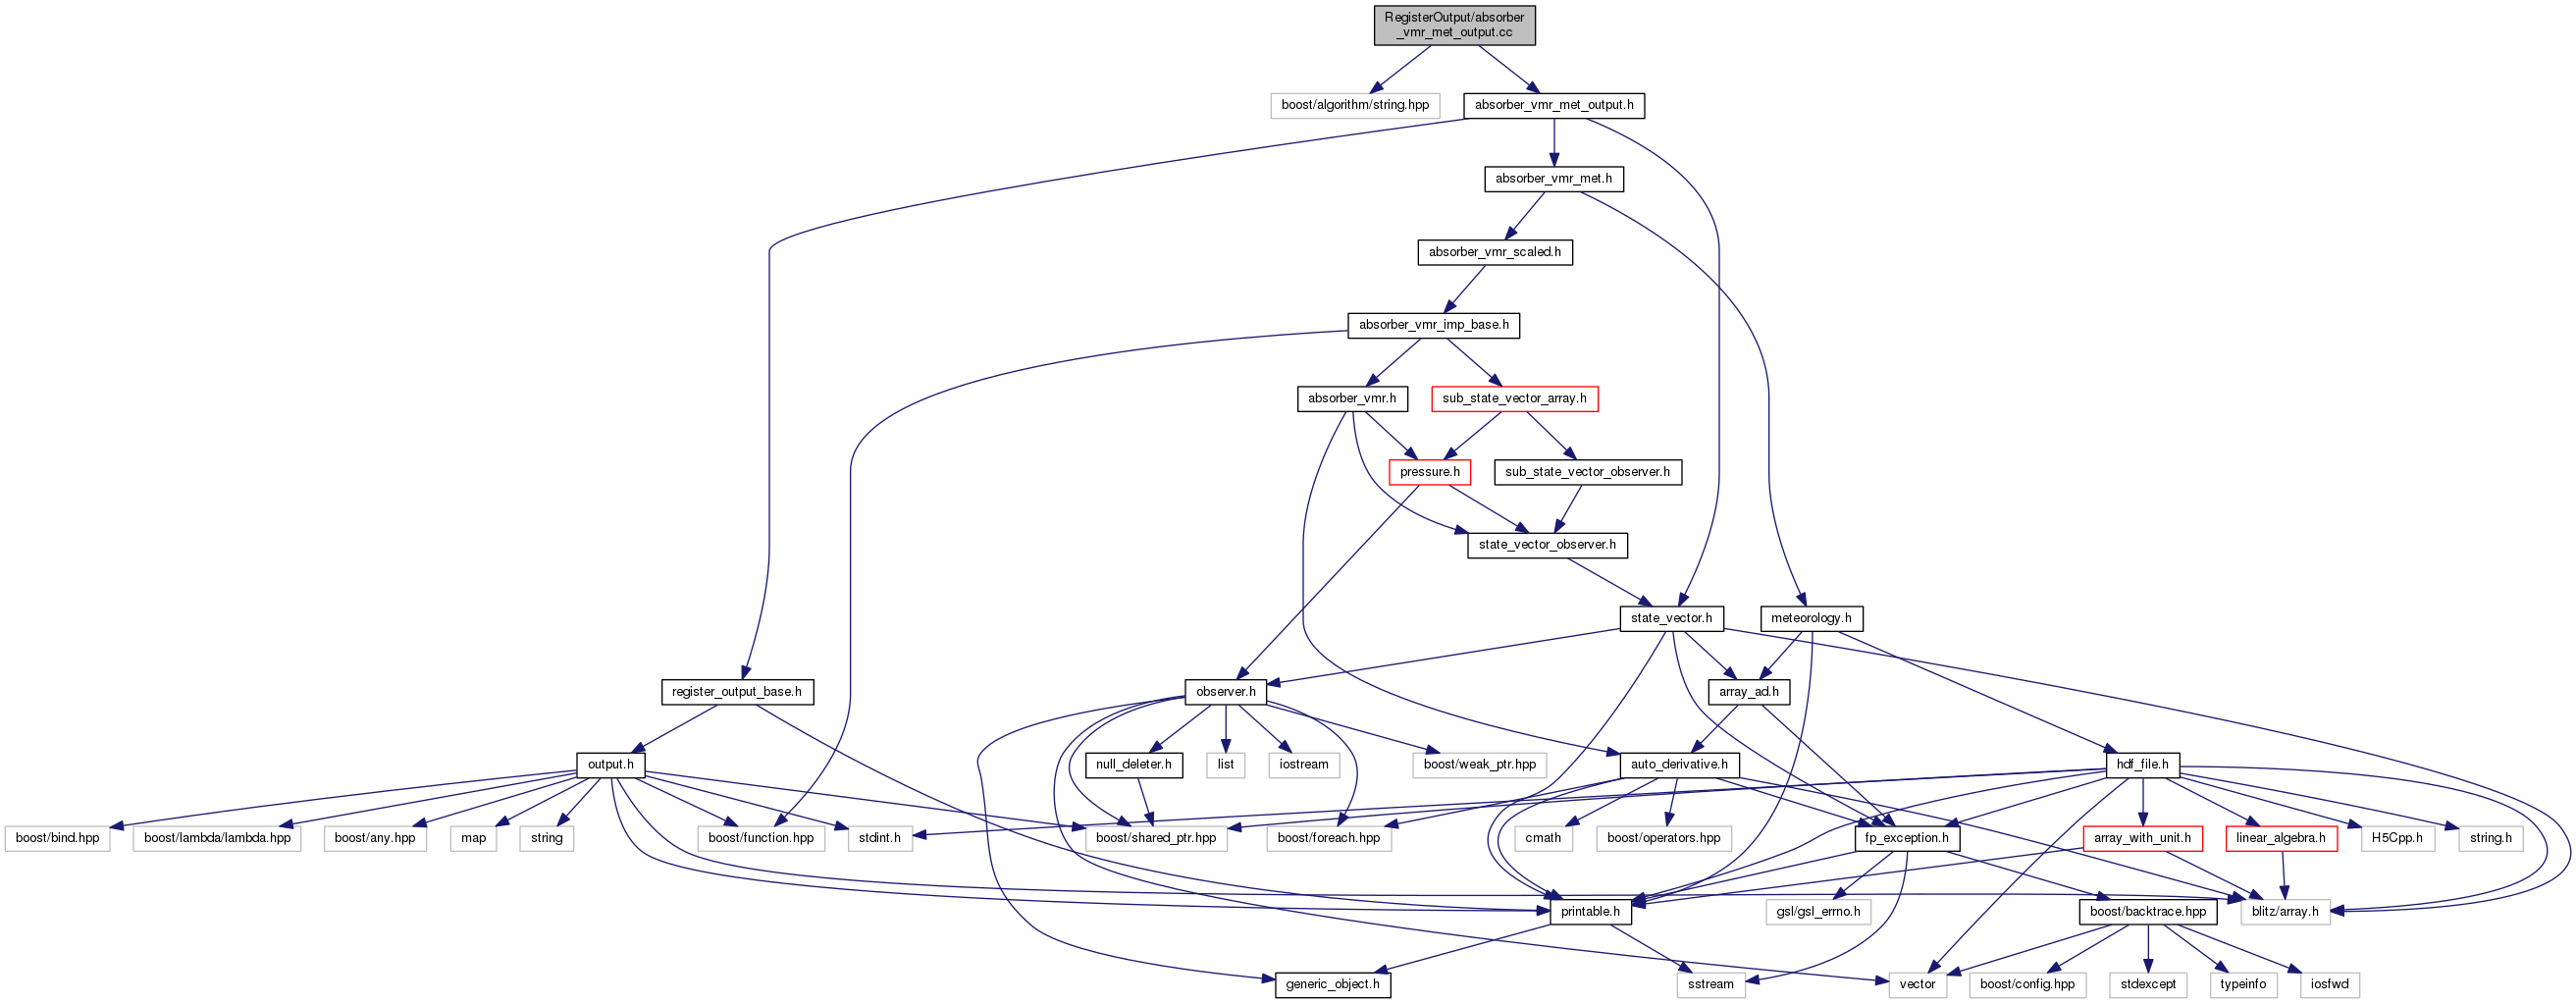 RegisterOutput/absorber
_vmr_met_output.cc
boost/algorithm/string.hpp
absorber_vmr_met_output.h
absorber_vmr_met.h
absorber_vmr_scaled.h
absorber_vmr_imp_base.h
absorber_vmr.h
sub_state_vector_array.h
pressure.h
sub_state_vector_observer.h
state_vector_observer.h
state_vector.h
meteorology.h
register_output_base.h
observer.h
array_ad.h
output.h
null_deleter.h
list
iostream
boost/weak_ptr.hpp
auto_derivative.h
hdf_file.h
boost/bind.hpp
boost/lambda/lambda.hpp
boost/any.hpp
map
string
boost/function.hpp
stdint.h
boost/shared_ptr.hpp
boost/foreach.hpp
cmath
boost/operators.hpp
fp_exception.h
array_with_unit.h
linear_algebra.h
H5Cpp.h
string.h
printable.h
gsl/gsl_errno.h
boost/backtrace.hpp
blitz/array.h
generic_object.h
sstream
vector
boost/config.hpp
stdexcept
typeinfo
iosfwd